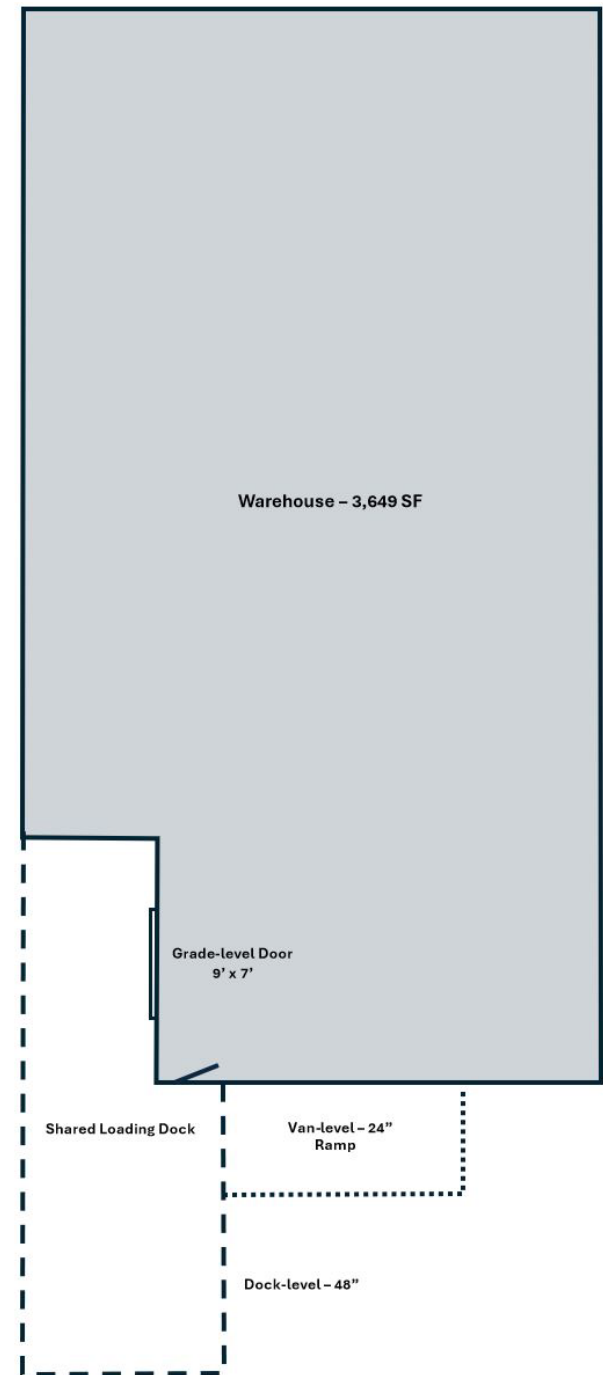 Warehouse – 3,649 SF
Grade-level Door
9’ x 7’
Shared Loading Dock
Van-level – 24”
Ramp
Dock-level – 48”